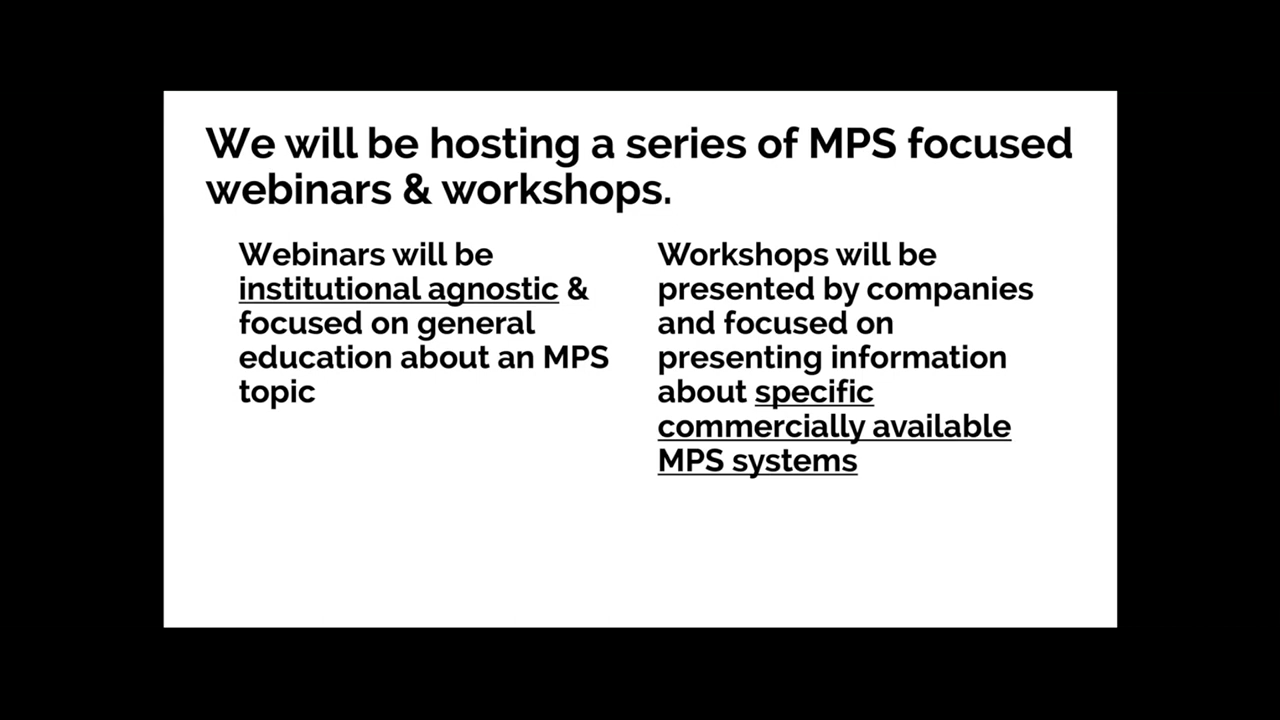 We will be hosting a series of MPS focused
webinars & workshops.
Webinars will be
institutional agnostic &
focused on general
education about an MPS
topic
Workshops will be
presented by companies
and focused on
presenting information
about specific
commercially available
MPS systems